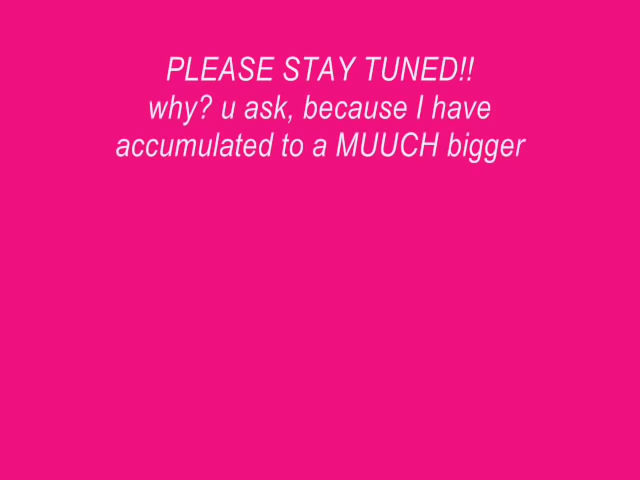 PLEASE STAY TUNED!!
why? u ask, because I have
accumulated to a MUUCH bigger